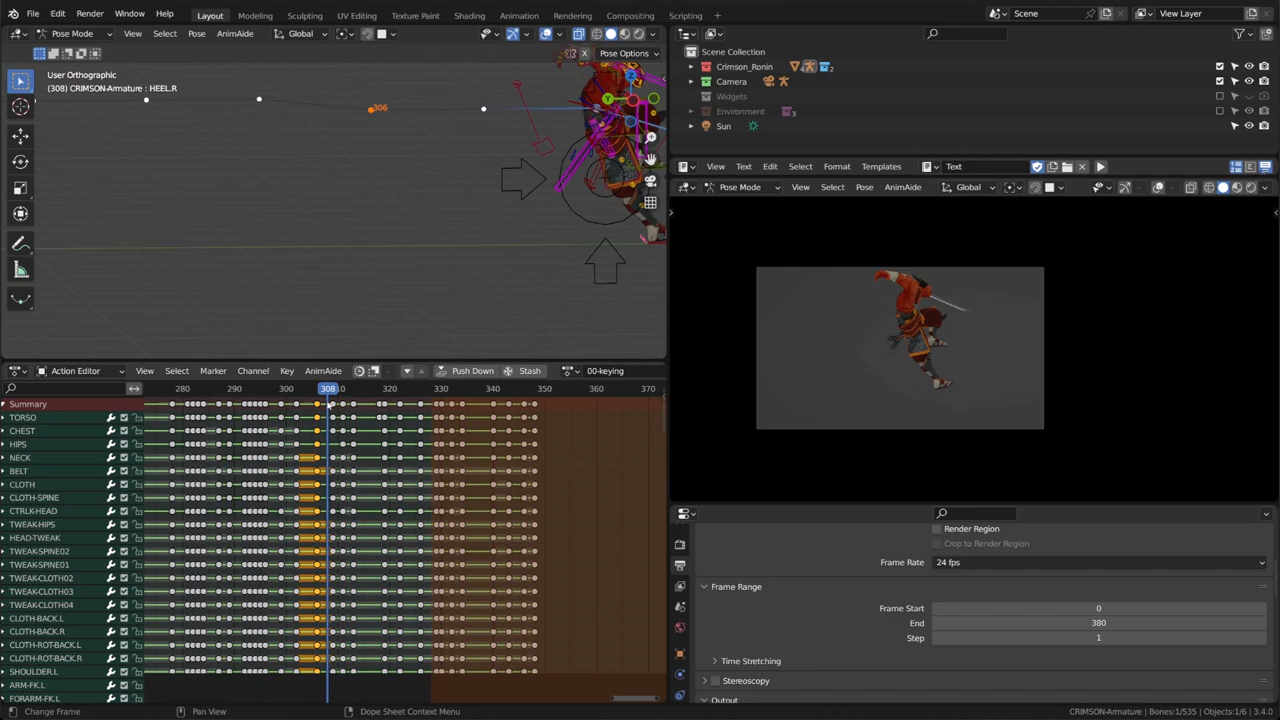 File Edit Render Window Help Layout Modeling Sculpting UV Editing Texture Paint Shading Animation Rendering Compositing Scripting Scene View Layer
Pose Mode View Select Pose AnimAide Global
X Pose Options
User Orthographic
(308) CRIMSON-Armature : HEEL.R
306
Scene Collection
Crimson_Ronin 2
Camera
Widgets
Environment 3
Sun
View Text Edit Select Format Templates Text
Pose Mode View Select Pose AnimAide Global
Action Editor View Select Marker Channel Key AnimAide Push Down Stash 00-keying
280 290 300 308 320 330 340 350 360 370
Summary
TORSO
CHEST
HIPS
NECK
BELT
CLOTH
CLOTH-SPINE
CTRLK-HEAD
TWEAK-HIPS
HEAD-TWEAK
TWEAK-SPINE02
TWEAK-SPINE01
TWEAK-CLOTH02
TWEAK-CLOTH03
TWEAK-CLOTH04
CLOTH-BACK.L
CLOTH-BACK.R
CLOTH-ROT-BACK.L
CLOTH-ROT-BACK.R
SHOULDER.L
ARM-FK.L
FORARM-FK.L
Render Region
Crop to Render Region
Frame Rate 24 fps
Frame Range
Frame Start 0
End 380
Step 1
Time Stretching
Stereoscopy
Output
Change Frame Pan View Dope Sheet Context Menu CRIMSON-Armature | Bones:1/535 | Objects:1/6 | 3.4.0